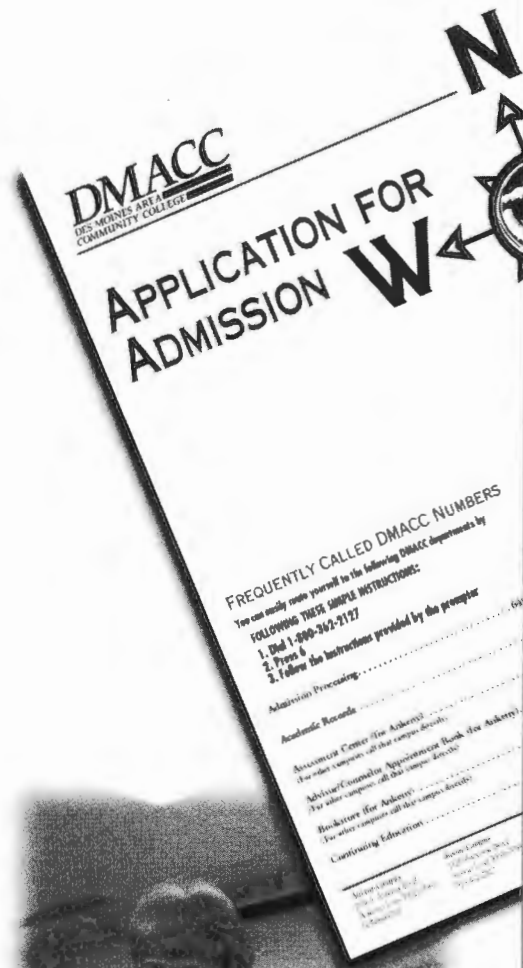 N
DMACC
DES MOINES AREA
COMMUNITY COLLEGE
APPLICATION FOR
ADMISSION
W
FREQUENTLY CALLED DMACC NUMBERS
You can easily route yourself to the following DMACC departments by
FOLLOWING THESE SIMPLE INSTRUCTIONS:
1. Dial 1-800-362-2127
2. Press 6
3. Follow the instructions provided by the prompter
Admission Processing
Academic Records
Assessment Center (for Ankeny)
(For other campuses call that campus directly)
Advisor/Counselor Appointment Book (for Ankeny)
(For other campuses call that campus directly)
Bookstore (for Ankeny)
(For other campuses call that campus directly)
Continuing Education